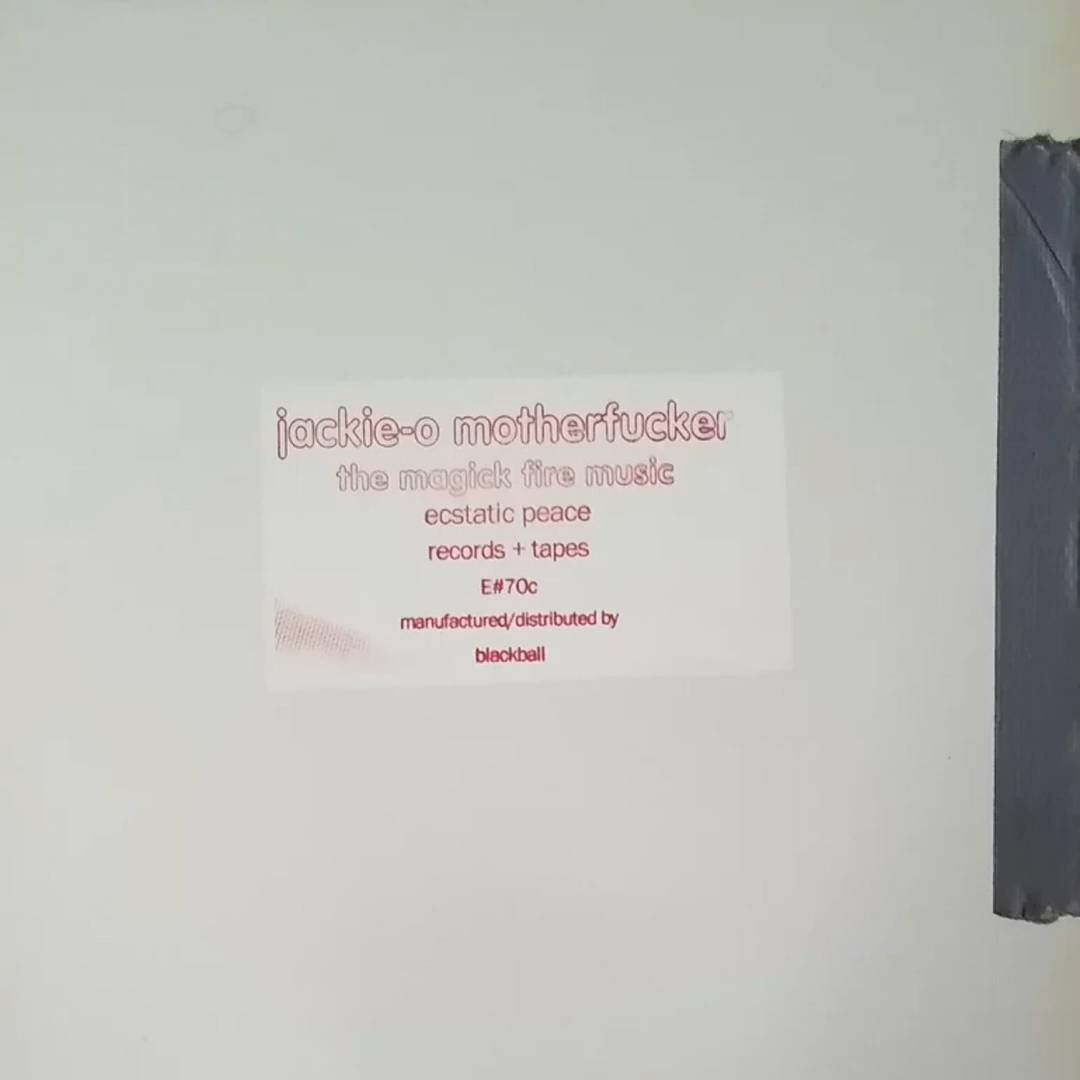 jackie-o motherfucker
the magick fire music
ecstatic peace
records + tapes
E#70c
manufactured/distributed by
blackball